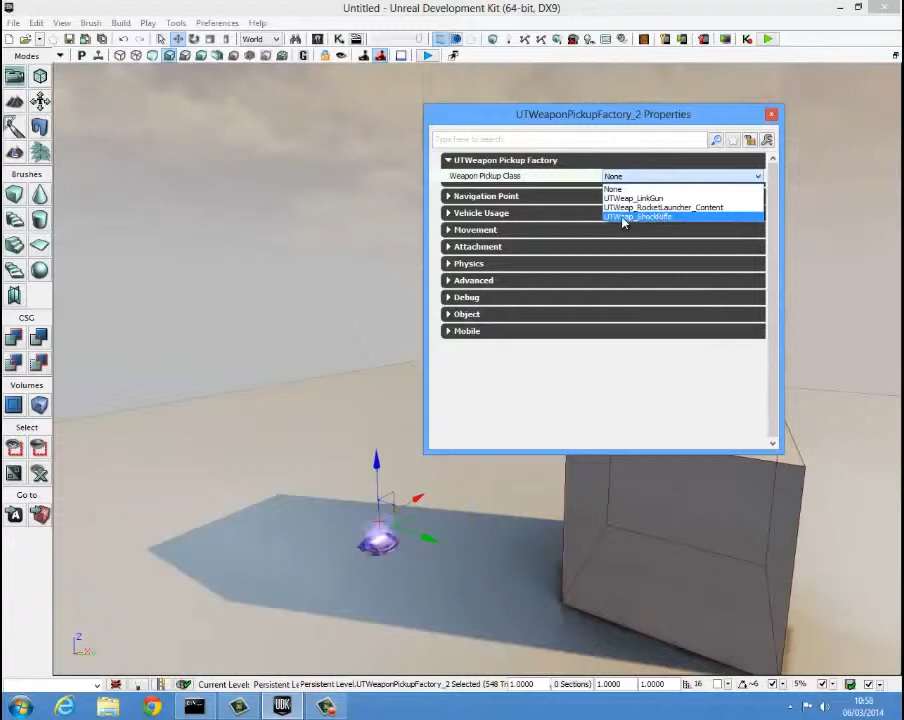 Untitled - Unreal Development Kit (64-bit, DX9)
File Edit View Brush Build Play Tools Preferences Help
World
Modes
P
G
Brushes
CSG
Volumes
Select
Go to
UTWeaponPickupFactory_2 Properties
Type here to search
UTWeapon Pickup Factory
Weapon Pickup Class None
None
UTWeap_LinkGun
UTWeap_RocketLauncher_Content
UTWeap_ShockRifle
Navigation Point
Vehicle Usage
Movement
Attachment
Physics
Advanced
Debug
Object
Mobile
Z
X
Current Level: Persistent Le Persistent Level.UTWeaponPickupFactory_2 Selected (548 Tri 1.0000 0 Sections) 1.0000 1.0000 16 ~6 5%
UDK
10:58
06/03/2014